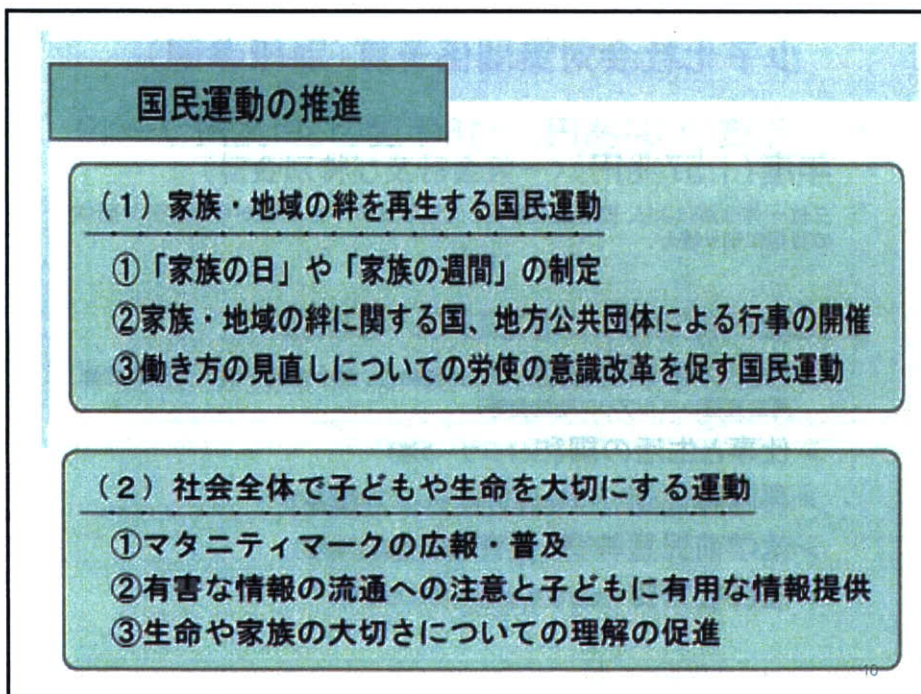 国民運動の推進
（１）家族・地域の絆を再生する国民運動
①「家族の日」や「家族の週間」の制定
②家族・地域の絆に関する国、地方公共団体による行事の開催
③働き方の見直しについての労使の意識改革を促す国民運動
（２）社会全体で子どもや生命を大切にする運動
①マタニティマークの広報・普及
②有害な情報の流通への注意と子どもに有用な情報提供
③生命や家族の大切さについての理解の促進